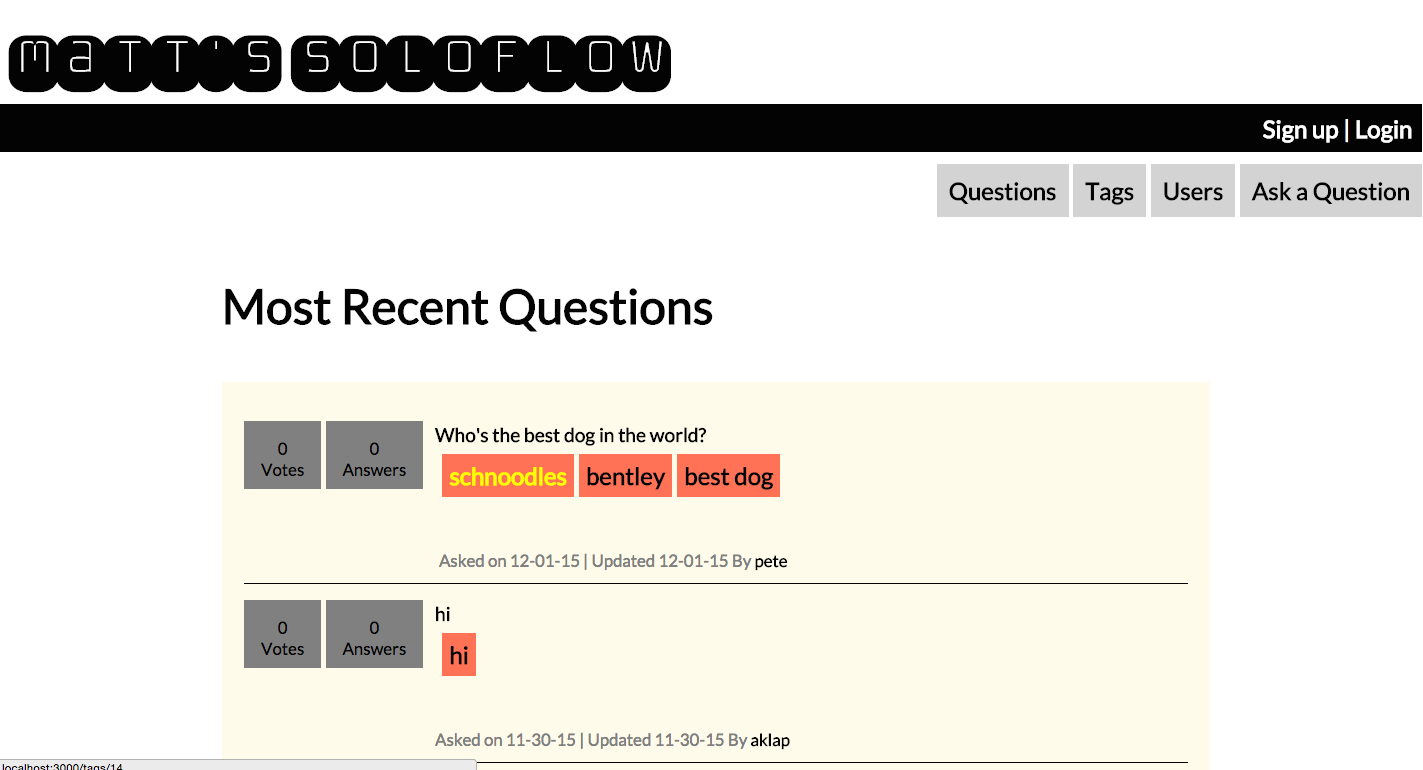 MaTT'S SOLOFLOW
Sign up | Login
Questions Tags Users Ask a Question
Most Recent Questions
0 Votes
0 Answers
Who's the best dog in the world?
schnoodles bentley best dog
Asked on 12-01-15 | Updated 12-01-15 By pete
0 Votes
0 Answers
hi
hi
Asked on 11-30-15 | Updated 11-30-15 By aklap
localhost:3000/tags/14